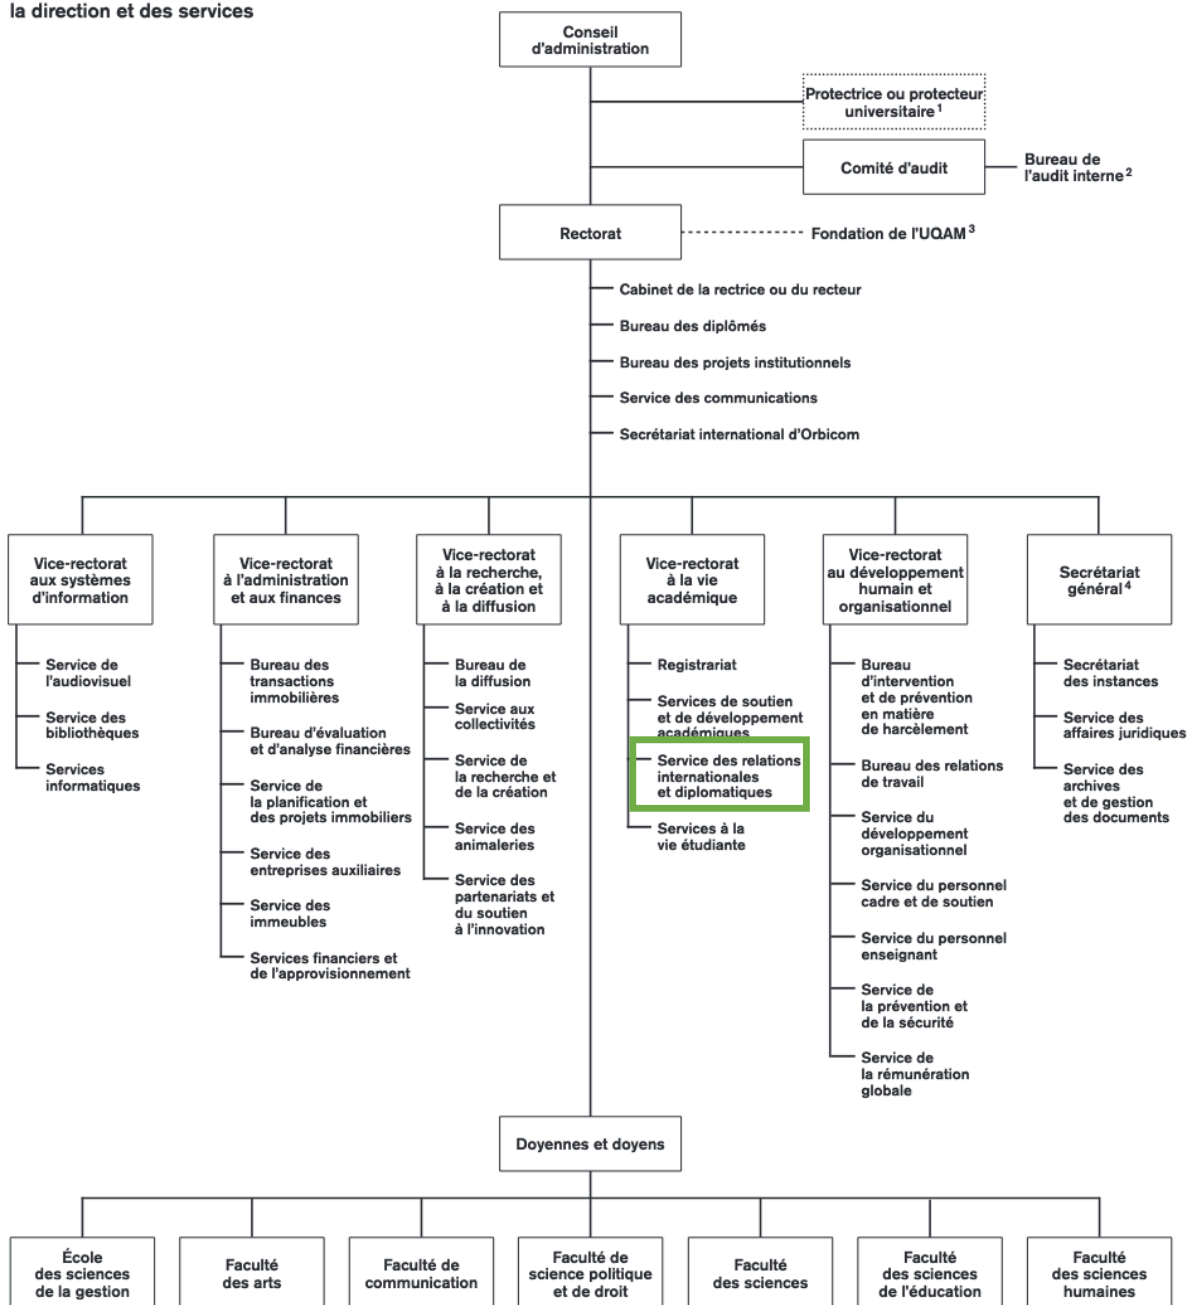 la direction et des services
Conseil
d'administration
Protectrice ou protecteur
universitaire 1
Comité d'audit
Bureau de
l'audit interne 2
Rectorat
Fondation de l'UQAM 3
Cabinet de la rectrice ou du recteur
Bureau des diplômés
Bureau des projets institutionnels
Service des communications
Secrétariat international d'Orbicom
Vice-rectorat
aux systèmes
d'information
Service de
l'audiovisuel
Service des
bibliothèques
Services
informatiques
Vice-rectorat
à l'administration
et aux finances
Bureau des
transactions
immobilières
Bureau d'évaluation
et d'analyse financières
Service de
la planification et
des projets immobiliers
Service des
entreprises auxiliaires
Service des
immeubles
Services financiers et
de l'approvisionnement
Vice-rectorat
à la recherche,
à la création et
à la diffusion
Bureau de
la diffusion
Service aux
collectivités
Service de
la recherche et
de la création
Service des
animaleries
Service des
partenariats et
du soutien
à l'innovation
Vice-rectorat
à la vie
académique
Registrariat
Services de soutien
et de développement
académiques
Service des relations
internationales
et diplomatiques
Services à la
vie étudiante
Vice-rectorat
au développement
humain et
organisationnel
Bureau
d'intervention
et de prévention
en matière
de harcèlement
Bureau des relations
de travail
Service du
développement
organisationnel
Service du personnel
cadre et de soutien
Service du personnel
enseignant
Service de
la prévention et
de la sécurité
Service de
la rémunération
globale
Secrétariat
général 4
Secrétariat
des instances
Service des
affaires juridiques
Service des
archives
et de gestion
des documents
Doyennes et doyens
École
des sciences
de la gestion
Faculté
des arts
Faculté de
communication
Faculté de
science politique
et de droit
Faculté
des sciences
Faculté
des sciences
de l'éducation
Faculté
des sciences
humaines